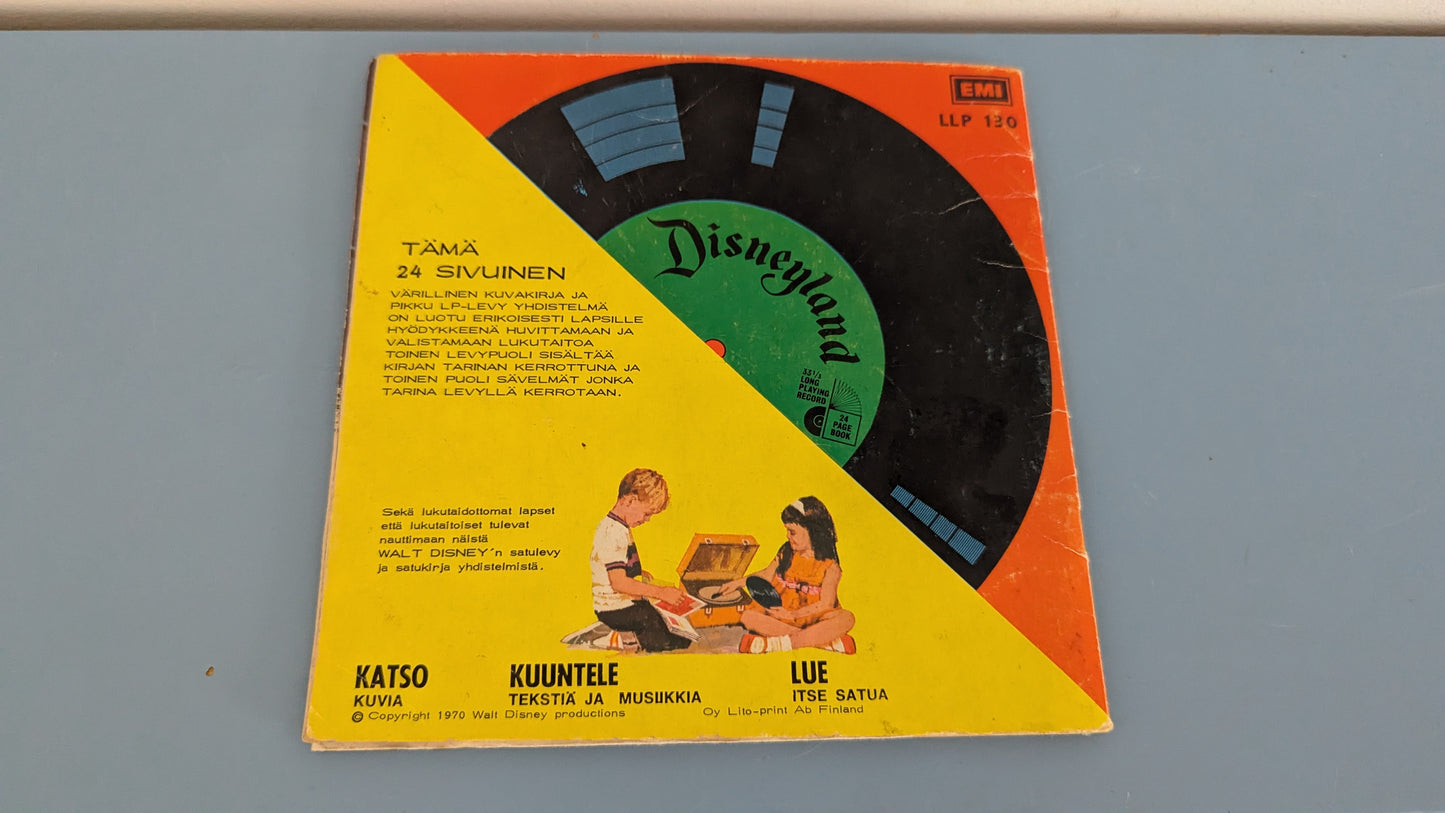 EMI
LLP 130
Disneyland
33 1/3
LONG
PLAYING
RECORD
24
PAGE
BOOK
TÄMÄ
24 SIVUINEN
VÄRILLINEN KUVAKIRJA JA
PIKKU LP-LEVY YHDISTELMÄ
ON LUOTU ERIKOISESTI LAPSILLE
HYÖDYKKEENÄ HUVITTAMAAN JA
VALISTAMAAN LUKUTAITOA
TOINEN LEVYPUOLI SISÄLTÄÄ
KIRJAN TARINAN KERROTTUNA JA
TOINEN PUOLI SÄVELMÄT JONKA
TARINA LEVYLLÄ KERROTAAN.
Sekä lukutaidottomat lapset
että lukutaitoiset tulevat
nauttimaan näistä
WALT DISNEY´n satulevy
ja satukirja yhdistelmistä.
KATSO KUUNTELE LUE
KUVIA TEKSTIÄ JA MUSIIKKIA ITSE SATUA
© Copyright 1970 Walt Disney productions Oy Lito-print Ab Finland